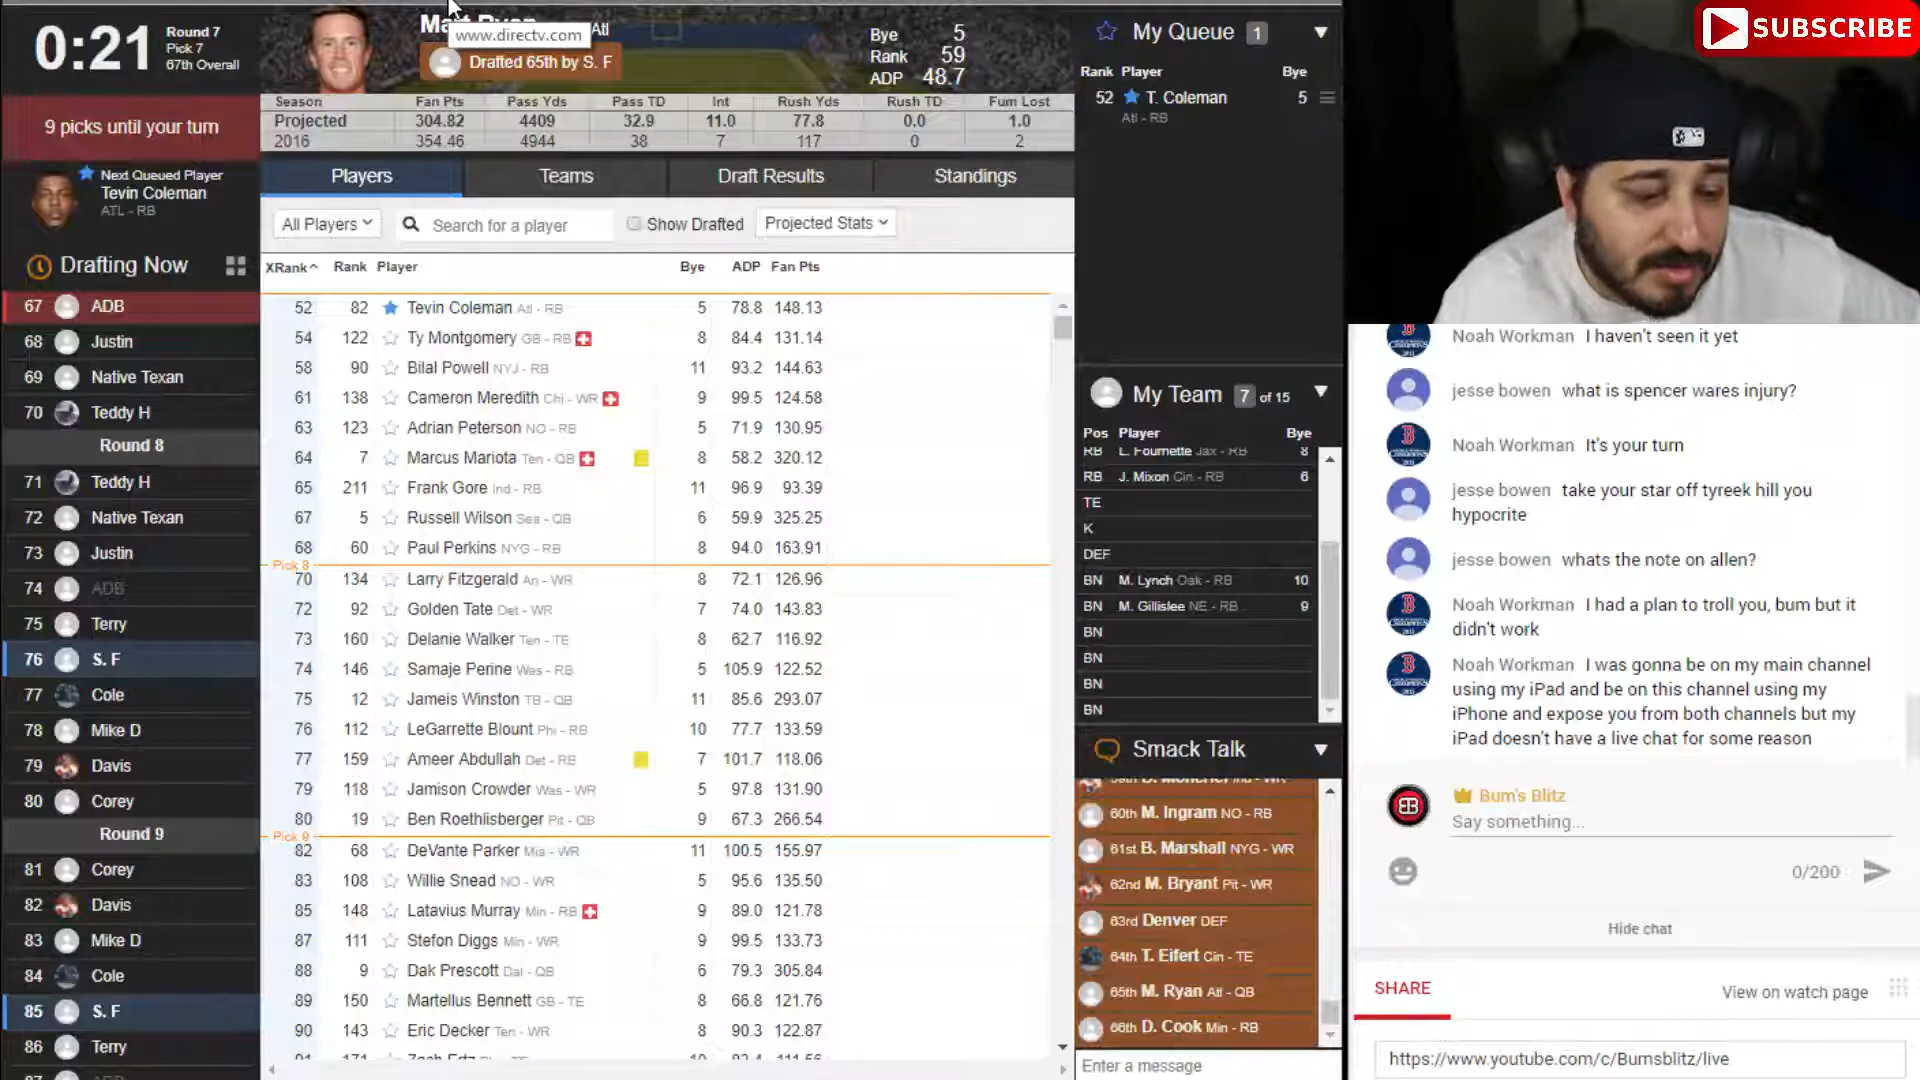 0:21
Round 7
Pick 7
67th Overall
9 picks until your turn
Next Queued Player
Tevin Coleman
ATL - RB
Drafting Now
67 ADB
68 Justin
69 Native Texan
70 Teddy H
Round 8
71 Teddy H
72 Native Texan
73 Justin
74 ADB
75 Terry
76 S. F
77 Cole
78 Mike D
79 Davis
80 Corey
Round 9
81 Corey
82 Davis
83 Mike D
84 Cole
85 S. F
86 Terry
Matt Ryan Atl
www.directv.com
Drafted 65th by S. F
Bye 5
Rank 59
ADP 48.7
Season Fan Pts Pass Yds Pass TD Int Rush Yds Rush TD Fum Lost
Projected 304.82 4409 32.9 11.0 77.8 0.0 1.0
2016 354.46 4944 38 7 117 0 2
Players Teams Draft Results Standings
All Players Search for a player Show Drafted Projected Stats
XRank^ Rank Player Bye ADP Fan Pts
52 82 Tevin Coleman Atl - RB 5 78.8 148.13
54 122 Ty Montgomery GB - RB 8 84.4 131.14
58 90 Bilal Powell NYJ - RB 11 93.2 144.63
61 138 Cameron Meredith Chi - WR 9 99.5 124.58
63 123 Adrian Peterson NO - RB 5 71.9 130.95
64 7 Marcus Mariota Ten - QB 8 58.2 320.12
65 211 Frank Gore Ind - RB 11 96.9 93.39
67 5 Russell Wilson Sea - QB 6 59.9 325.25
68 60 Paul Perkins NYG - RB 8 94.0 163.91
Pick 8
70 134 Larry Fitzgerald Ari - WR 8 72.1 126.96
72 92 Golden Tate Det - WR 7 74.0 143.83
73 160 Delanie Walker Ten - TE 8 62.7 116.92
74 146 Samaje Perine Was - RB 5 105.9 122.52
75 12 Jameis Winston TB - QB 11 85.6 293.07
76 112 LeGarrette Blount Phi - RB 10 77.7 133.59
77 159 Ameer Abdullah Det - RB 7 101.7 118.06
79 118 Jamison Crowder Was - WR 5 97.8 131.90
80 19 Ben Roethlisberger Pit - QB 9 67.3 266.54
Pick 9
82 68 DeVante Parker Mia - WR 11 100.5 155.97
83 108 Willie Snead NO - WR 5 95.6 135.50
85 148 Latavius Murray Min - RB 9 89.0 121.78
87 111 Stefon Diggs Min - WR 9 99.5 133.73
88 9 Dak Prescott Dal - QB 6 79.3 305.84
89 150 Martellus Bennett GB - TE 8 66.8 121.76
90 143 Eric Decker Ten - WR 8 90.3 122.87
My Queue 1
Rank Player Bye
52 T. Coleman 5
Atl - RB
My Team 7 of 15
Pos Player Bye
RB L. Fournette Jax - RB 8
RB J. Mixon Cin - RB 6
TE
K
DEF
BN M. Lynch Oak - RB 10
BN M. Gillislee NE - RB 9
BN
BN
BN
BN
Smack Talk
60th M. Ingram NO - RB
61st B. Marshall NYG - WR
62nd M. Bryant Pit - WR
63rd Denver DEF
64th T. Eifert Cin - TE
65th M. Ryan Atl - QB
66th D. Cook Min - RB
Enter a message
SUBSCRIBE
Noah Workman I haven't seen it yet
jesse bowen what is spencer wares injury?
Noah Workman It's your turn
jesse bowen take your star off tyreek hill you
hypocrite
jesse bowen whats the note on allen?
Noah Workman I had a plan to troll you, bum but it
didn't work
Noah Workman I was gonna be on my main channel
using my iPad and be on this channel using my
iPhone and expose you from both channels but my
iPad doesn't have a live chat for some reason
Bum's Blitz
Say something...
0/200
Hide chat
SHARE
View on watch page
https://www.youtube.com/c/Bumsblitz/live